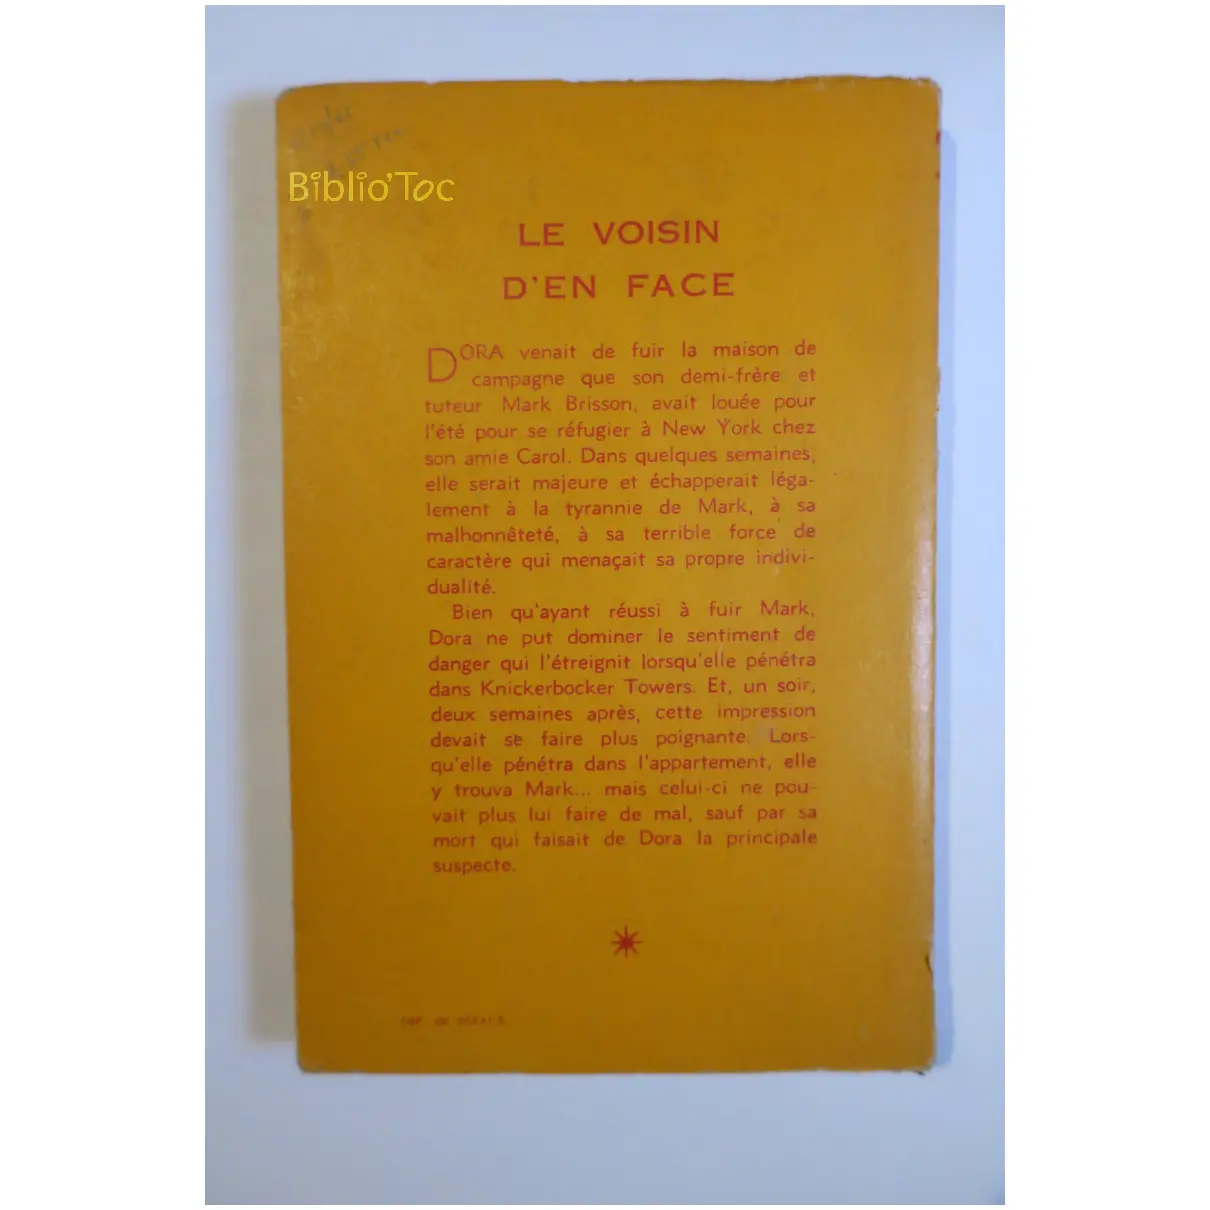 Biblio'Toc
LE VOISIN
D'EN FACE
DORA venait de fuir la maison de
campagne que son demi-frère et
tuteur Mark Brisson, avait louée pour
l'été pour se réfugier à New York chez
son amie Carol. Dans quelques semaines,
elle serait majeure et échapperait léga-
lement à la tyrannie de Mark, à sa
malhonnêteté, à sa terrible force de
caractère qui menaçait sa propre indivi-
dualité.
Bien qu'ayant réussi à fuir Mark,
Dora ne put dominer le sentiment de
danger qui l'étreignit lorsqu'elle pénétra
dans Knickerbocker Towers. Et, un soir,
deux semaines après, cette impression
devait se faire plus poignante. Lors-
qu'elle pénétra dans l'appartement, elle
y trouva Mark... mais celui-ci ne pou-
vait plus lui faire de mal, sauf par sa
mort qui faisait de Dora la principale
suspecte.